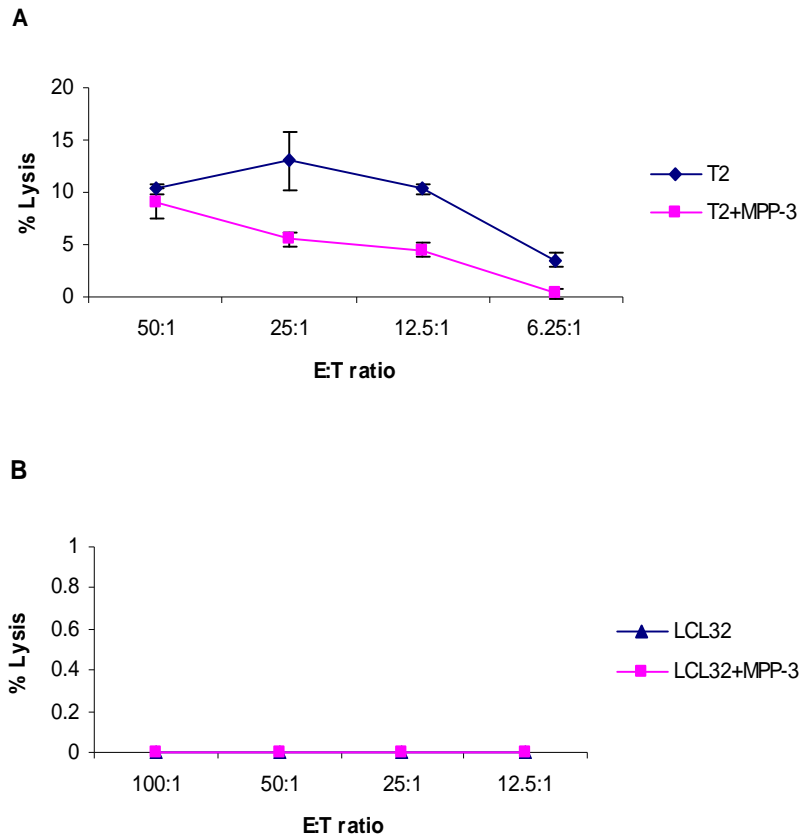 A
20
15
10
5
0
% Lysis
50:1 25:1 12.5:1 6.25:1
E:T ratio
T2
T2+MPP-3
B
1
0.8
0.6
0.4
0.2
0
% Lysis
100:1 50:1 25:1 12.5:1
E:T ratio
LCL32
LCL32+MPP-3